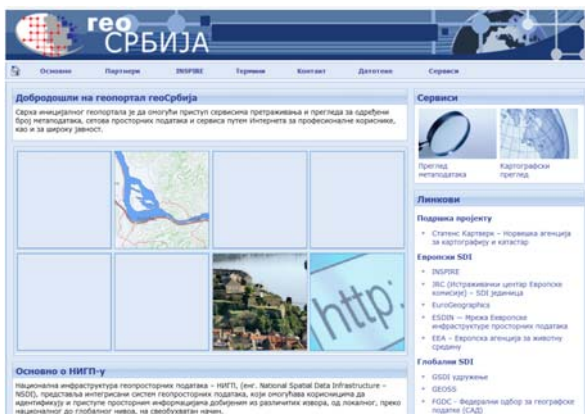 гео
СРБИЈА
Основно Партнери INSPIRE Термини Контакт Датотеке Сервиси
Добродошли на геопортал геоСрбија
Сврха иницијалног геопортала је да омогући приступ сервисима претраживања и прегледа за одређени
број метаподатака, сетова просторних података и сервиса путем Интернета за професионалне кориснике,
као и за широку јавност.
http:
Основно о НИГП-у
Национална инфраструктура геопросторних података – НИГП, (енг. National Spatial Data Infrastructure –
NSDI), представља интегрисани систем геопросторних података, који омогућава корисницима да
идентификују и приступе просторним информацијама добијеним из различитих извора, од локалног, преко
националног до глобалног нивоа, на свеобухватан начин.
Сервиси
Преглед
метаподатака
Картографски
преглед
Линкови
Подршка пројекту
Статенс Картверк – Норвешка агенција
за картографију и катастар
Европски SDI
INSPIRE
JRC (Истраживачки центар Европске
комисије) – SDI јединица
EuroGeographics
ESDIN — Мрежа Европске
инфраструктуре просторних података
EEA – Европска агенција за животну
средину
Глобални SDI
GSDI удружење
GEOSS
FGDC - Федерални одбор за географске
податке (САД)